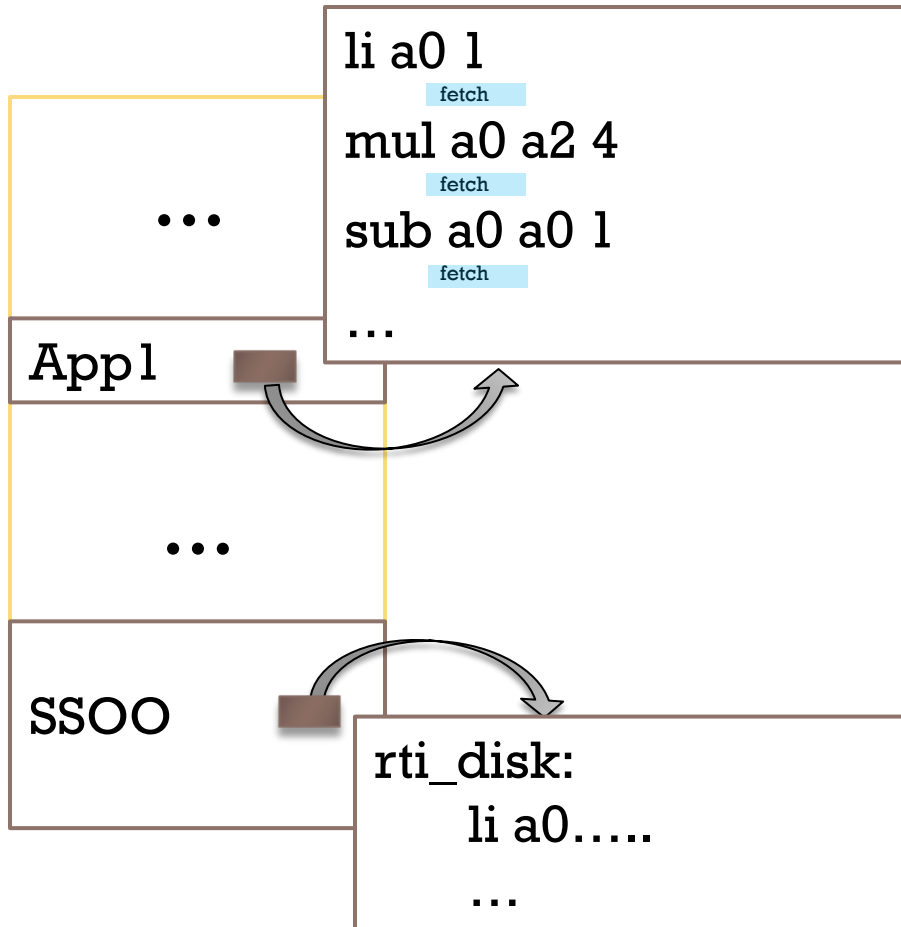 li a0 1
fetch
mul a0 a2 4
fetch
sub a0 a0 1
fetch
…
…
App1
…
SSOO
rti_disk:
li a0…..
…